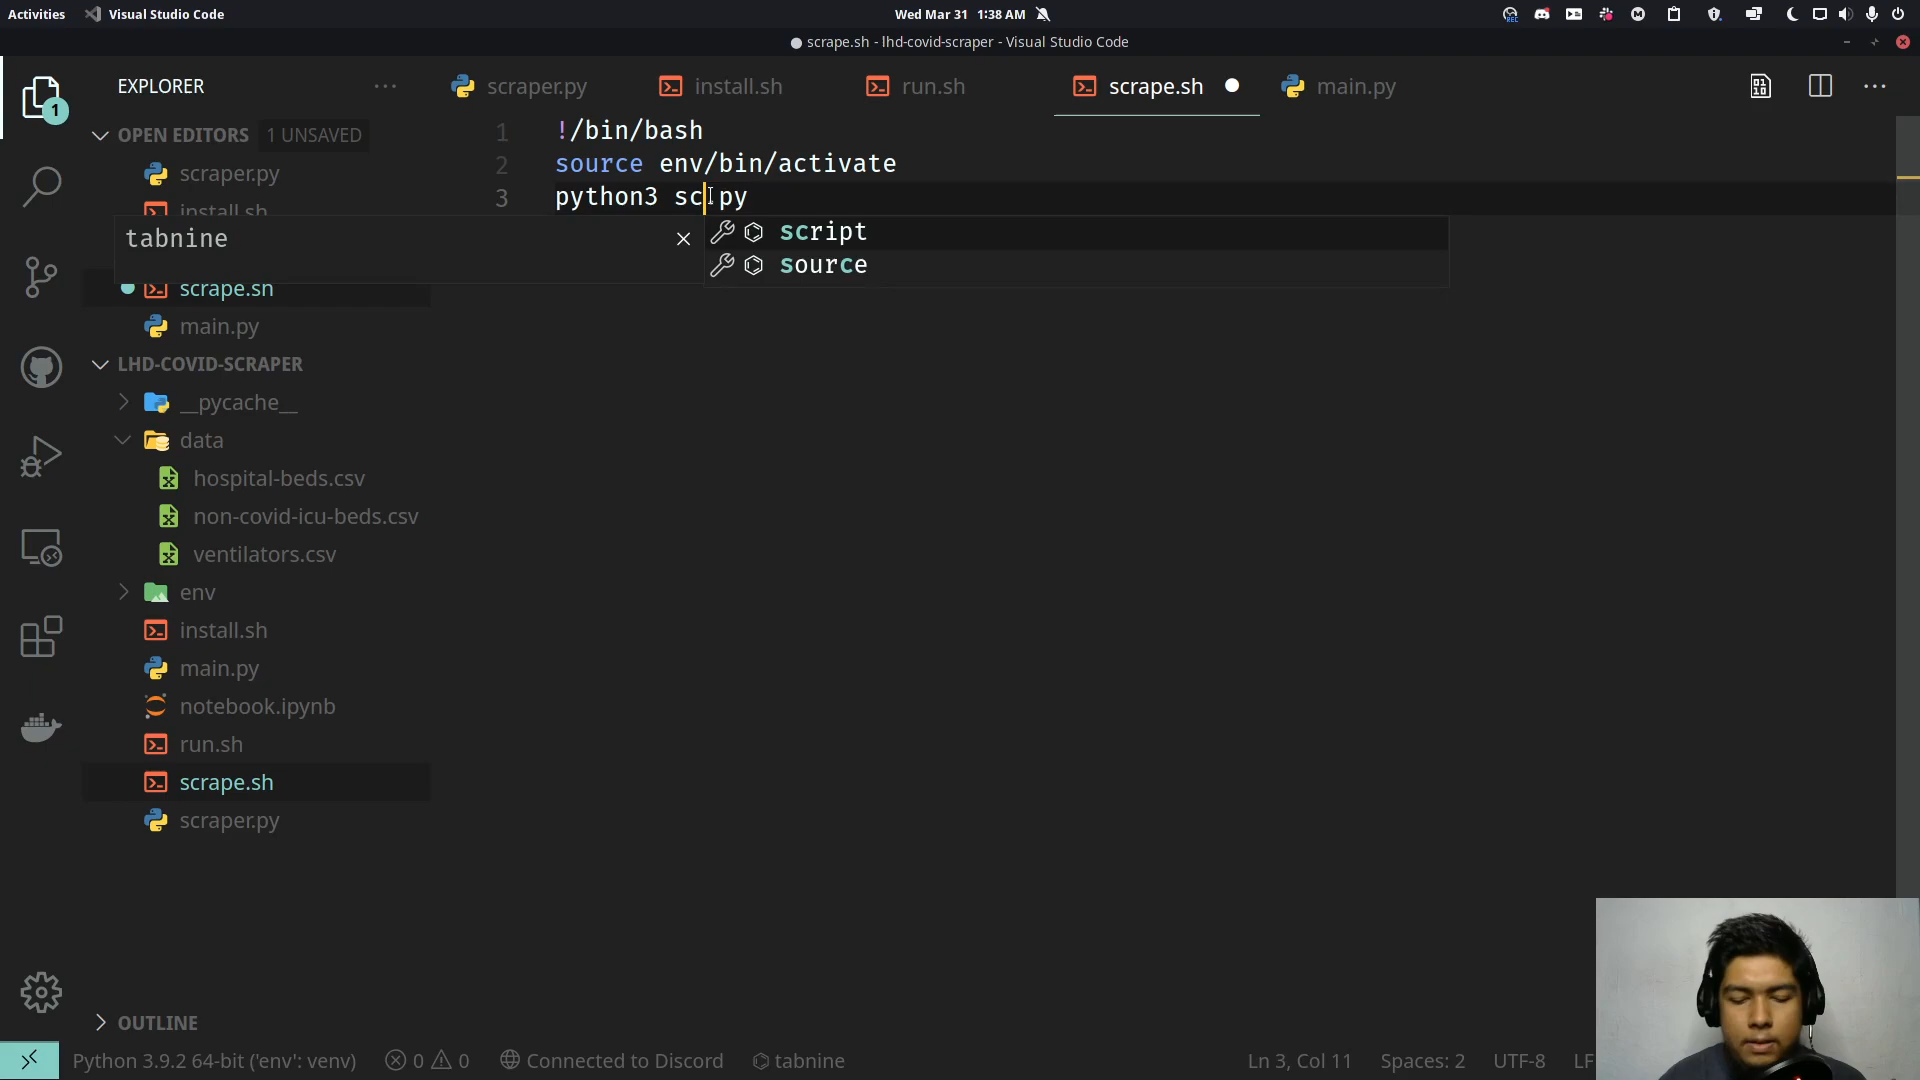 Activities Visual Studio Code Wed Mar 31 1:38 AM
scrape.sh - lhd-covid-scraper - Visual Studio Code
EXPLORER
scraper.py install.sh run.sh scrape.sh main.py
OPEN EDITORS 1 UNSAVED
scraper.py
install.sh
scrape.sh
main.py
1 !/bin/bash
2 source env/bin/activate
3 python3 sc.py
tabnine
script
source
LHD-COVID-SCRAPER
__pycache__
data
hospital-beds.csv
non-covid-icu-beds.csv
ventilators.csv
env
install.sh
main.py
notebook.ipynb
run.sh
scrape.sh
scraper.py
OUTLINE
Python 3.9.2 64-bit ('env': venv) 0 0 Connected to Discord tabnine Ln 3, Col 11 Spaces: 2 UTF-8 LF
1